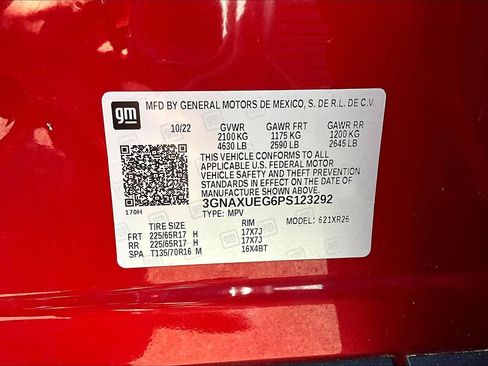 gm
MFD BY GENERAL MOTORS DE MEXICO, S. DE R.L. DE C.V.
10/22 GVWR GAWR FRT GAWR RR
2100 KG 1175 KG 1200 KG
4630 LB 2590 LB 2645 LB
THIS VEHICLE CONFORMS TO ALL APPLICABLE
U.S. FEDERAL MOTOR
VEHICLE SAFETY AND THEFT PREVENTION
STANDARDS IN EFFECT ON THE DATE OF MANUFACTURE
SHOWN ABOVE.
3GNAXUEG6PS123292
170H
TYPE: MPV MODEL: 621XR26
TIRE SIZE RIM
FRT 225/65R17 H 17X7J
RR 225/65R17 H 17X7J
SPA T135/70R16 M 16X4BT